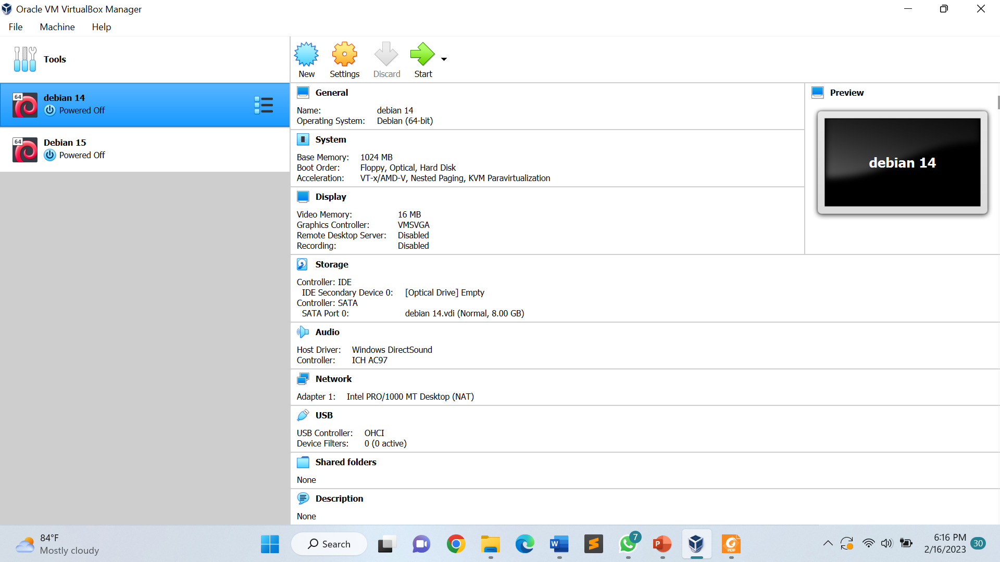 Oracle VM VirtualBox Manager
File Machine Help
Tools
New Settings Discard Start
64 debian 14
Powered Off
64 Debian 15
Powered Off
General
Name: debian 14
Operating System: Debian (64-bit)
System
Base Memory: 1024 MB
Boot Order: Floppy, Optical, Hard Disk
Acceleration: VT-x/AMD-V, Nested Paging, KVM Paravirtualization
Display
Video Memory: 16 MB
Graphics Controller: VMSVGA
Remote Desktop Server: Disabled
Recording: Disabled
Preview
debian 14
Storage
Controller: IDE
IDE Secondary Device 0: [Optical Drive] Empty
Controller: SATA
SATA Port 0: debian 14.vdi (Normal, 8.00 GB)
Audio
Host Driver: Windows DirectSound
Controller: ICH AC97
Network
Adapter 1: Intel PRO/1000 MT Desktop (NAT)
USB
USB Controller: OHCI
Device Filters: 0 (0 active)
Shared folders
None
Description
None
84°F
Mostly cloudy
Search
W
7
P
PDF
6:16 PM
2/16/2023
30